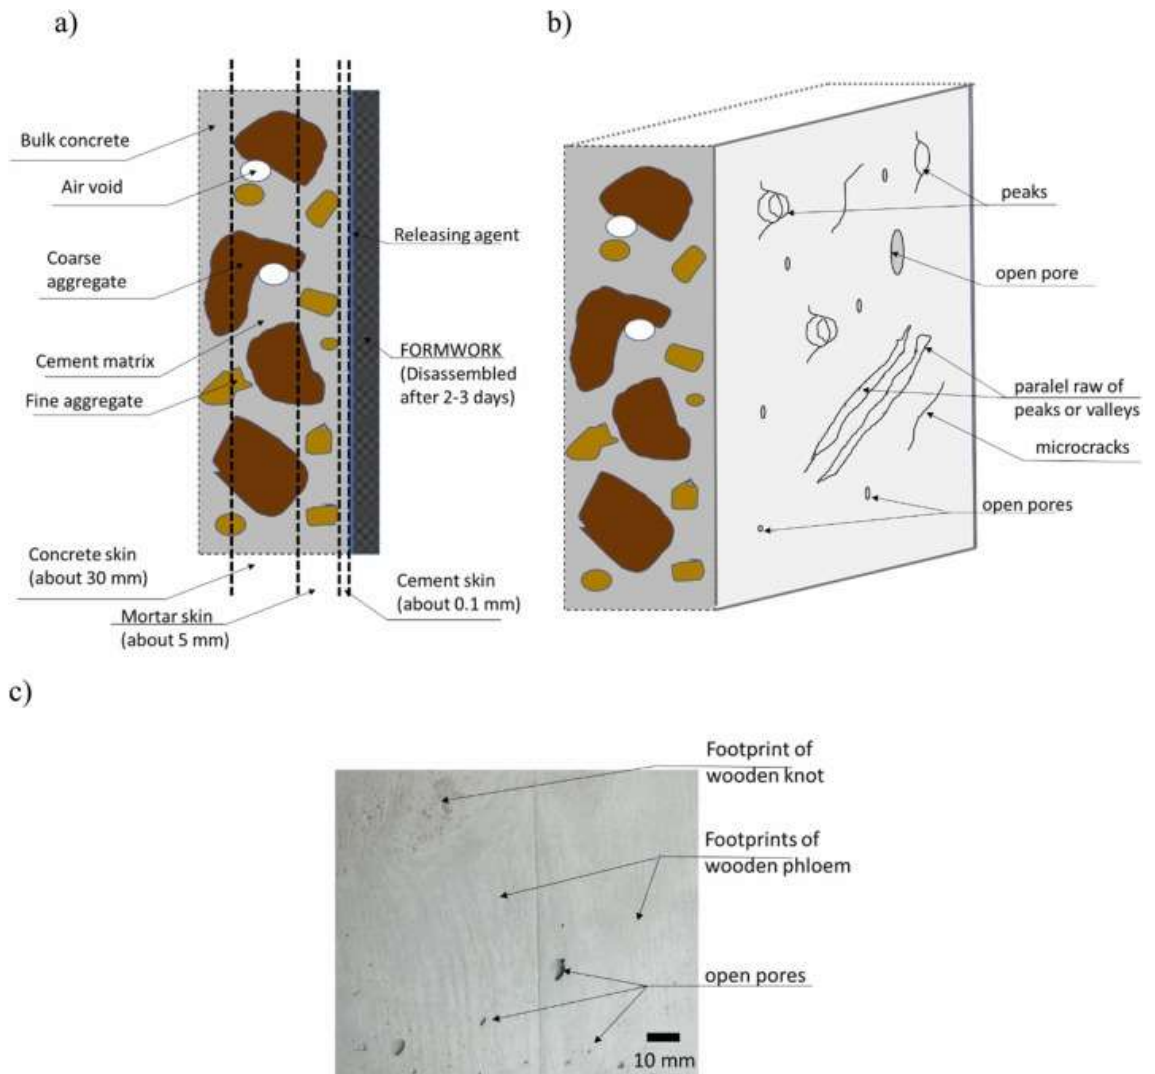 a)
Bulk concrete
Air void
Coarse
aggregate
Cement matrix
Fine aggregate
Releasing agent
FORMWORK
(Disassembled
after 2-3 days)
Concrete skin
(about 30 mm)
Mortar skin
(about 5 mm)
Cement skin
(about 0.1 mm)
b)
peaks
open pore
paralel raw of
peaks or valleys
microcracks
open pores
c)
Footprint of
wooden knot
Footprints of
wooden phloem
open pores
10 mm